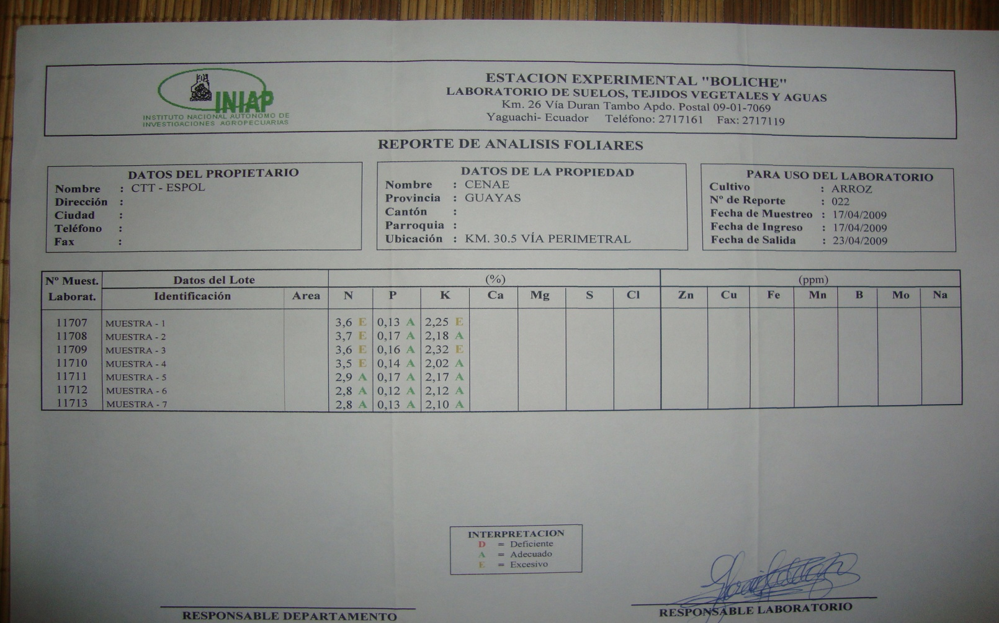 INIAP
INSTITUTO NACIONAL AUTONOMO DE
INVESTIGACIONES AGROPECUARIAS
ESTACION EXPERIMENTAL "BOLICHE"
LABORATORIO DE SUELOS, TEJIDOS VEGETALES Y AGUAS
Km. 26 Vía Duran Tambo Apdo. Postal 09-01-7069
Yaguachi- Ecuador Teléfono: 2717161 Fax: 2717119
REPORTE DE ANALISIS FOLIARES
DATOS DEL PROPIETARIO
Nombre : CTT - ESPOL
Dirección :
Ciudad :
Teléfono :
Fax :
DATOS DE LA PROPIEDAD
Nombre : CENAE
Provincia : GUAYAS
Cantón :
Parroquia :
Ubicación : KM. 30.5 VÍA PERIMETRAL
PARA USO DEL LABORATORIO
Cultivo : ARROZ
Nº de Reporte : 022
Fecha de Muestreo : 17/04/2009
Fecha de Ingreso : 17/04/2009
Fecha de Salida : 23/04/2009
Nº Muest. Datos del Lote (%) (ppm)
Laborat. Identificación Area N P K Ca Mg S Cl Zn Cu Fe Mn B Mo Na
11707 MUESTRA - 1 3,6 E 0,13 A 2,25 E
11708 MUESTRA - 2 3,7 E 0,17 A 2,18 A
11709 MUESTRA - 3 3,6 E 0,16 A 2,32 E
11710 MUESTRA - 4 3,5 E 0,14 A 2,02 A
11711 MUESTRA - 5 2,9 A 0,17 A 2,17 A
11712 MUESTRA - 6 2,8 A 0,12 A 2,12 A
11713 MUESTRA - 7 2,8 A 0,13 A 2,10 A
INTERPRETACION
D = Deficiente
A = Adecuado
E = Excesivo
RESPONSABLE DEPARTAMENTO
RESPONSABLE LABORATORIO